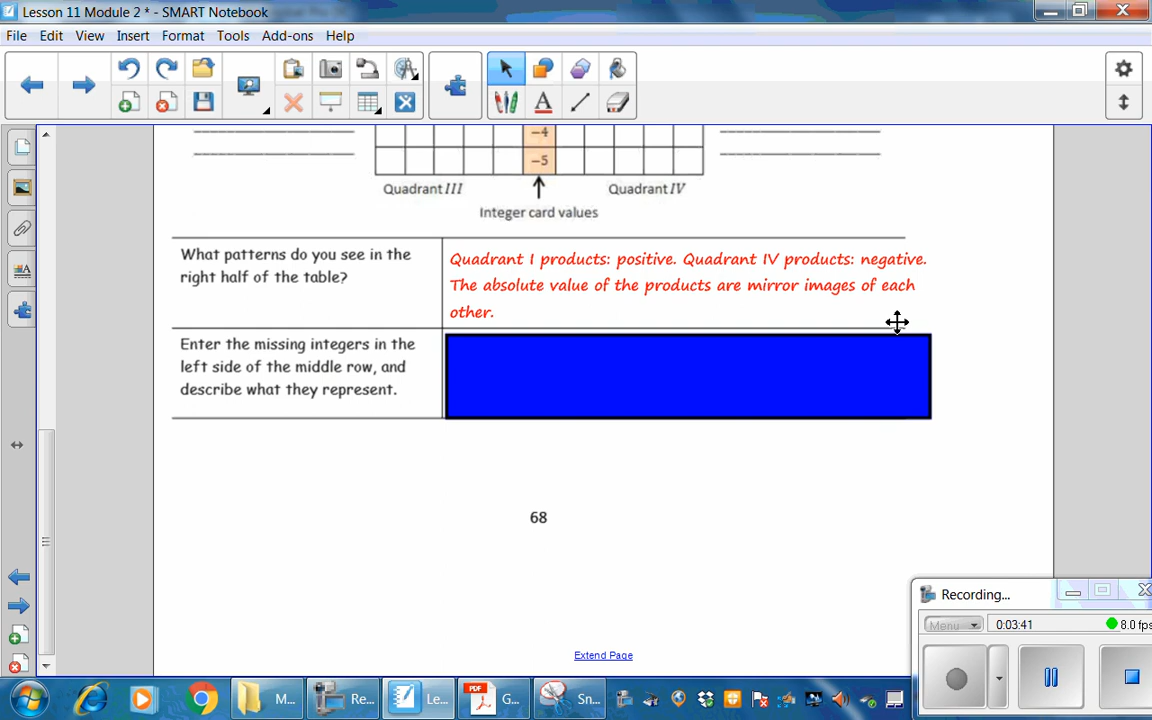 Lesson 11 Module 2 * - SMART Notebook
File Edit View Insert Format Tools Add-ons Help
-4
-5
Quadrant III
Quadrant IV
Integer card values
What patterns do you see in the
right half of the table?
Quadrant I products: positive. Quadrant IV products: negative.
The absolute value of the products are mirror images of each
other.
Enter the missing integers in the
left side of the middle row, and
describe what they represent.
68
Extend Page
Recording...
Menu
0:03:41
8.0 fps
M...
Re...
Le...
PDF
G...
Sn...